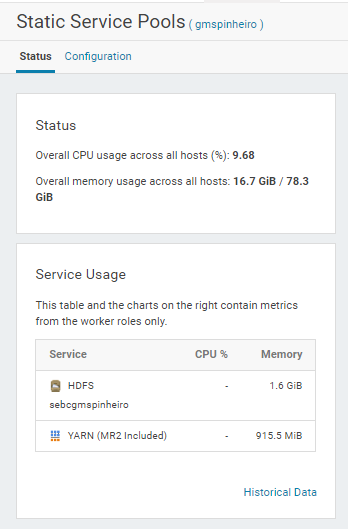 Static Service Pools ( gmspinheiro )
Status Configuration
Status
Overall CPU usage across all hosts (%): 9.68
Overall memory usage across all hosts: 16.7 GiB / 78.3
GiB
Service Usage
This table and the charts on the right contain metrics
from the worker roles only.
Service CPU % Memory
HDFS - 1.6 GiB
sebcgmspinheiro
YARN (MR2 Included) - 915.5 MiB
Historical Data